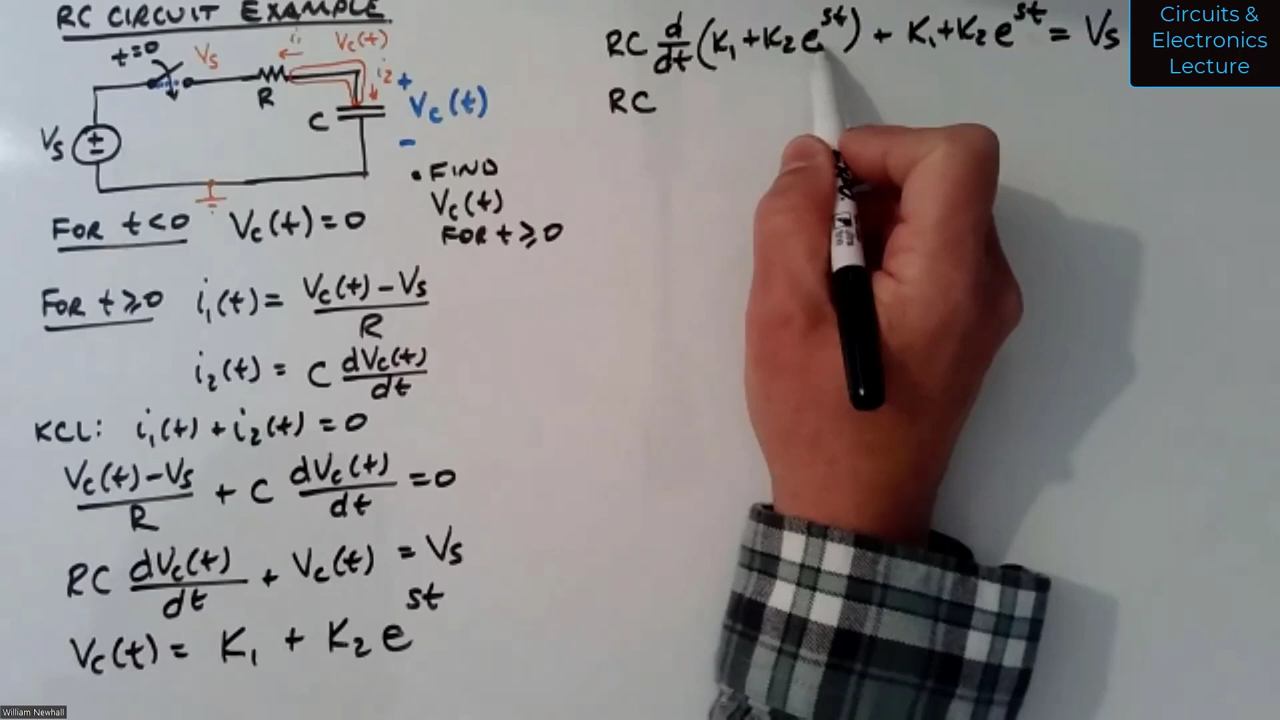 RC CIRCUIT EXAMPLE
t=0
Vs
i1
Vc(t)
i2
R
C
+
Vc(t)
-
Vs
+
-
• FIND
Vc(t)
FOR t ≥ 0
FOR t < 0 Vc(t) = 0
FOR t ≥ 0 i1(t) = Vc(t) - Vs / R
i2(t) = C dVc(t) / dt
KCL: i1(t) + i2(t) = 0
Vc(t) - Vs / R + C dVc(t) / dt = 0
RC dVc(t) / dt + Vc(t) = Vs
Vc(t) = K1 + K2 e^st
RC d/dt (K1 + K2 e^st) + K1 + K2 e^st = Vs
RC
Circuits &
Electronics
Lecture
William Newhall